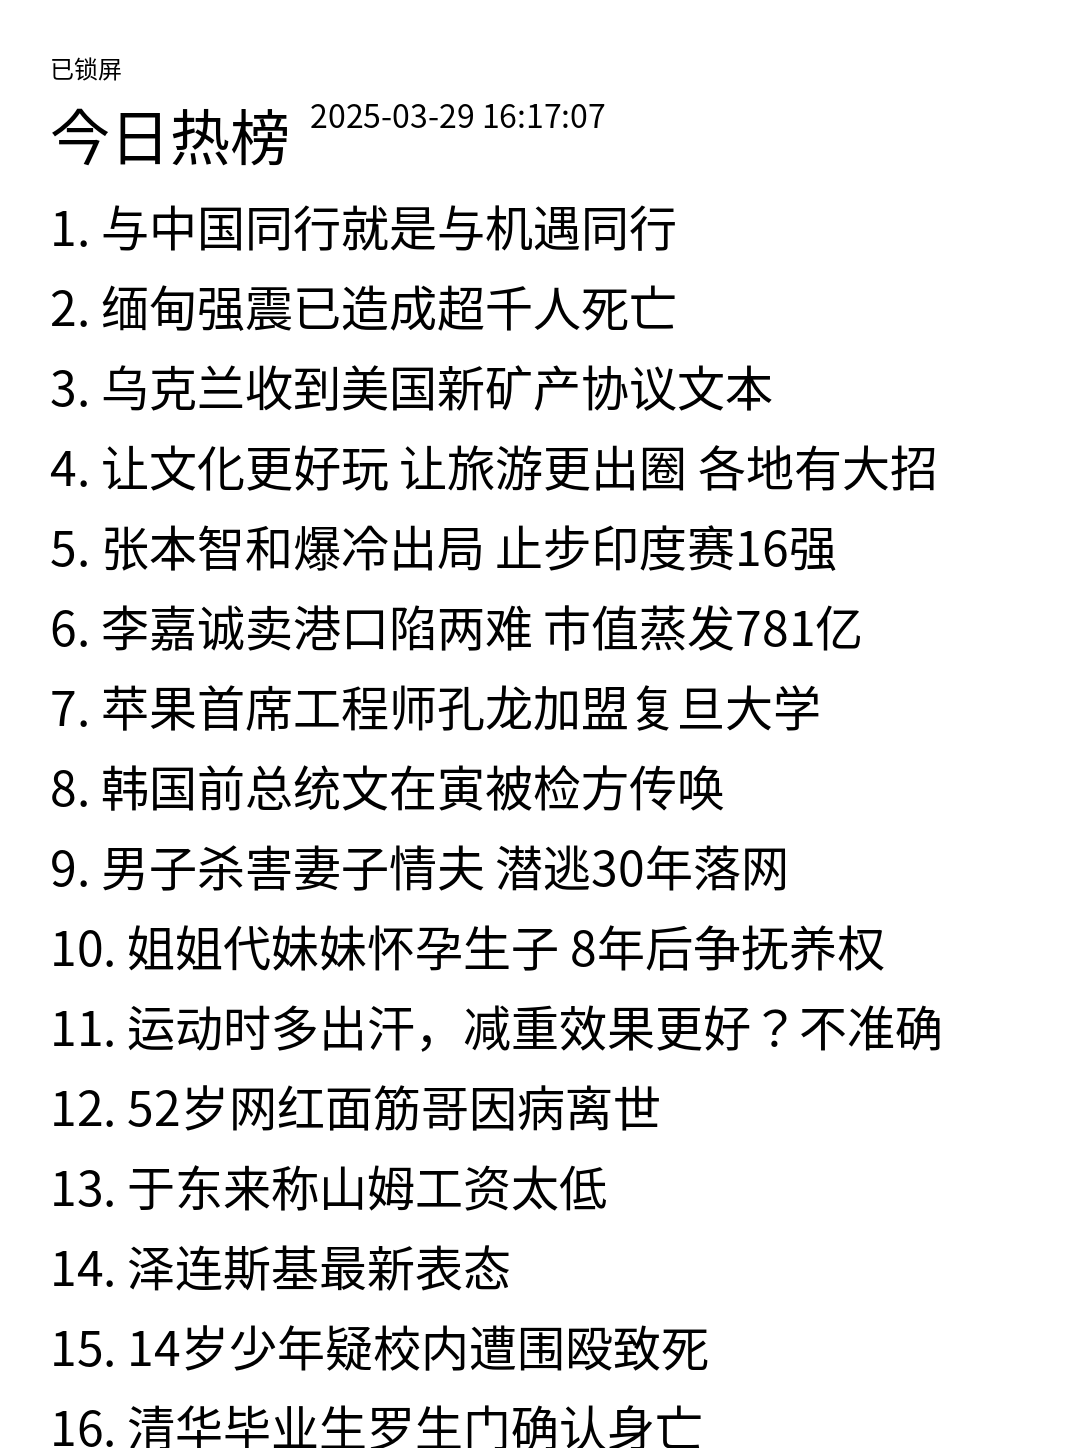 已锁屏
今日热榜 2025-03-29 16:17:07
1. 与中国同行就是与机遇同行
2. 缅甸强震已造成超千人死亡
3. 乌克兰收到美国新矿产协议文本
4. 让文化更好玩 让旅游更出圈 各地有大招
5. 张本智和爆冷出局 止步印度赛16强
6. 李嘉诚卖港口陷两难 市值蒸发781亿
7. 苹果首席工程师孔龙加盟复旦大学
8. 韩国前总统文在寅被检方传唤
9. 男子杀害妻子情夫 潜逃30年落网
10. 姐姐代妹妹怀孕生子 8年后争抚养权
11. 运动时多出汗，减重效果更好？不准确
12. 52岁网红面筋哥因病离世
13. 于东来称山姆工资太低
14. 泽连斯基最新表态
15. 14岁少年疑校内遭围殴致死
16. 清华毕业生罗生门确认身亡